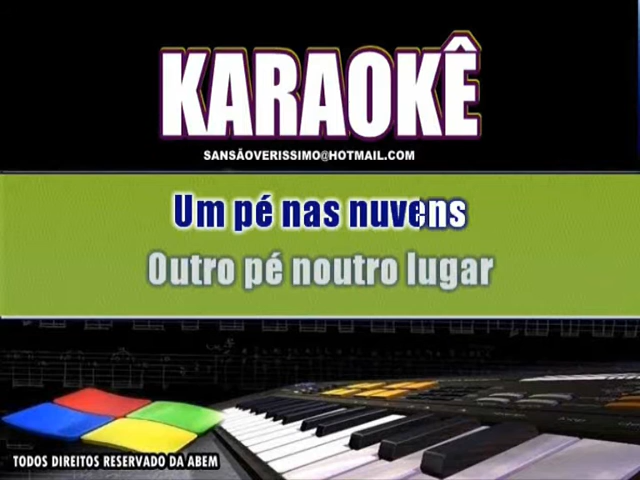 KARAOKÊ
SANSÃOVERISSIMO@HOTMAIL.COM
Um pé nas nuvens
Outro pé noutro lugar
TODOS DIREITOS RESERVADO DA ABEM